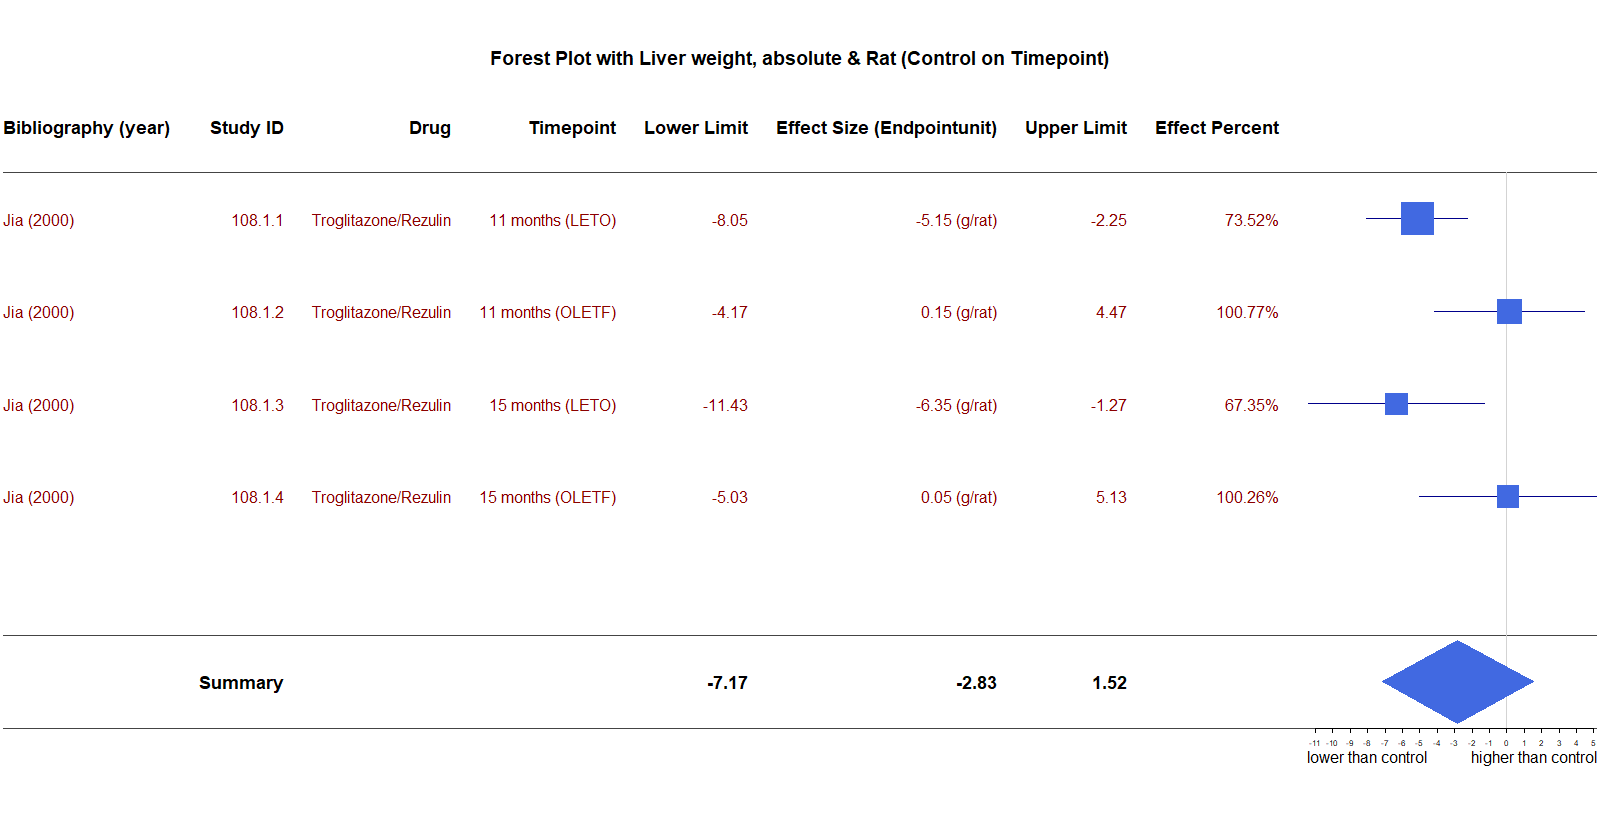 Forest Plot with Liver weight, absolute & Rat (Control on Timepoint)
Bibliography (year) Study ID Drug Timepoint Lower Limit Effect Size (Endpointunit) Upper Limit Effect Percent
Jia (2000) 108.1.1 Troglitazone/Rezulin 11 months (LETO) -8.05 -5.15 (g/rat) -2.25 73.52%
Jia (2000) 108.1.2 Troglitazone/Rezulin 11 months (OLETF) -4.17 0.15 (g/rat) 4.47 100.77%
Jia (2000) 108.1.3 Troglitazone/Rezulin 15 months (LETO) -11.43 -6.35 (g/rat) -1.27 67.35%
Jia (2000) 108.1.4 Troglitazone/Rezulin 15 months (OLETF) -5.03 0.05 (g/rat) 5.13 100.26%
Summary -7.17 -2.83 1.52
-11 -10 -9 -8 -7 -6 -5 -4 -3 -2 -1 0 1 2 3 4 5
lower than control higher than control